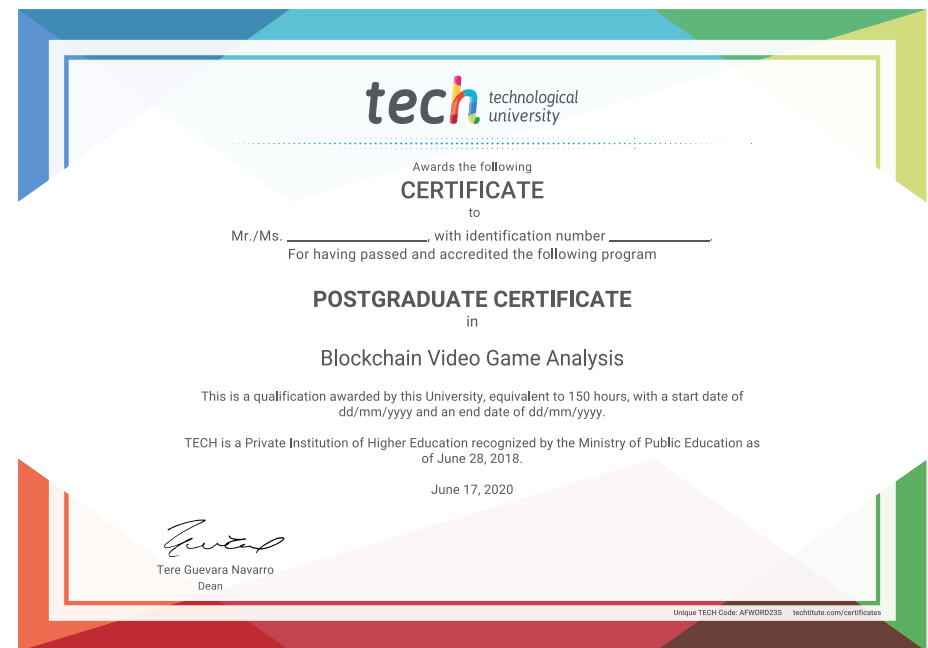 tech technological
university
Awards the following
CERTIFICATE
to
Mr./Ms. ____________, with identification number ____________.
For having passed and accredited the following program
POSTGRADUATE CERTIFICATE
in
Blockchain Video Game Analysis
This is a qualification awarded by this University, equivalent to 150 hours, with a start date of
dd/mm/yyyy and an end date of dd/mm/yyyy.
TECH is a Private Institution of Higher Education recognized by the Ministry of Public Education as
of June 28, 2018.
June 17, 2020
Tere Guevara Navarro
Dean
Unique TECH Code: AFWORD23S techtitute.com/certificates